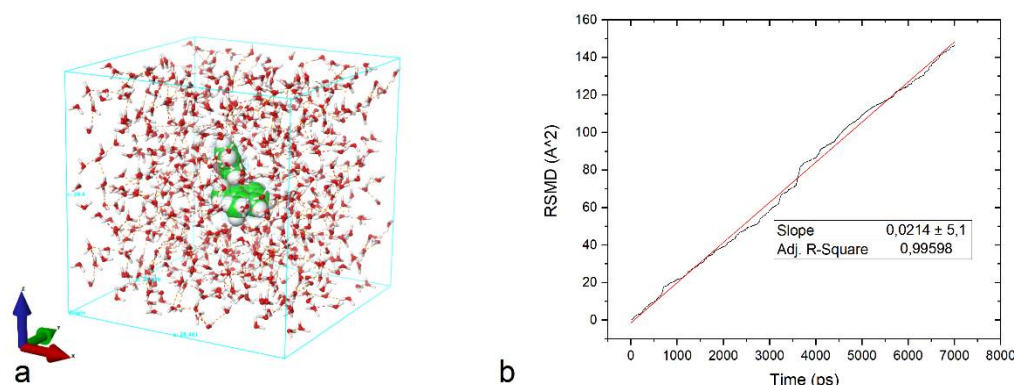 a
z
Y
X
b
RSMD (A^2)
160
140
120
100
80
60
40
20
0
Slope 0,0214 ± 5,1
Adj. R-Square 0,99598
0 1000 2000 3000 4000 5000 6000 7000 8000
Time (ps)